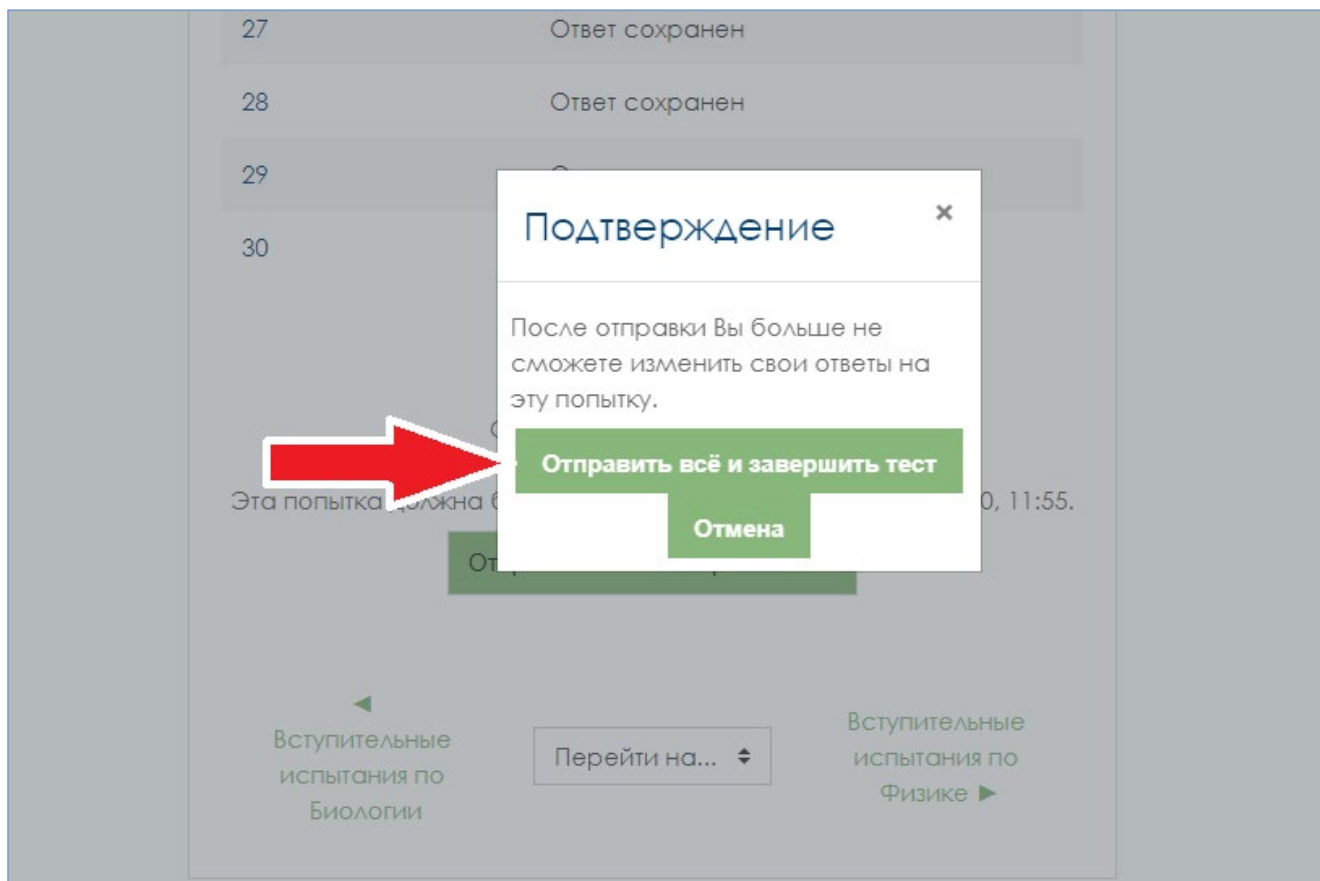 27 Ответ сохранен
28 Ответ сохранен
29
30
Подтверждение ×
После отправки Вы больше не
сможете изменить свои ответы на
эту попытку.
Отправить всё и завершить тест
Эта попытка должна 0, 11:55.
Отмена
◄
Вступительные
испытания по
Биологии
Перейти на...
Вступительные
испытания по
Физике ►